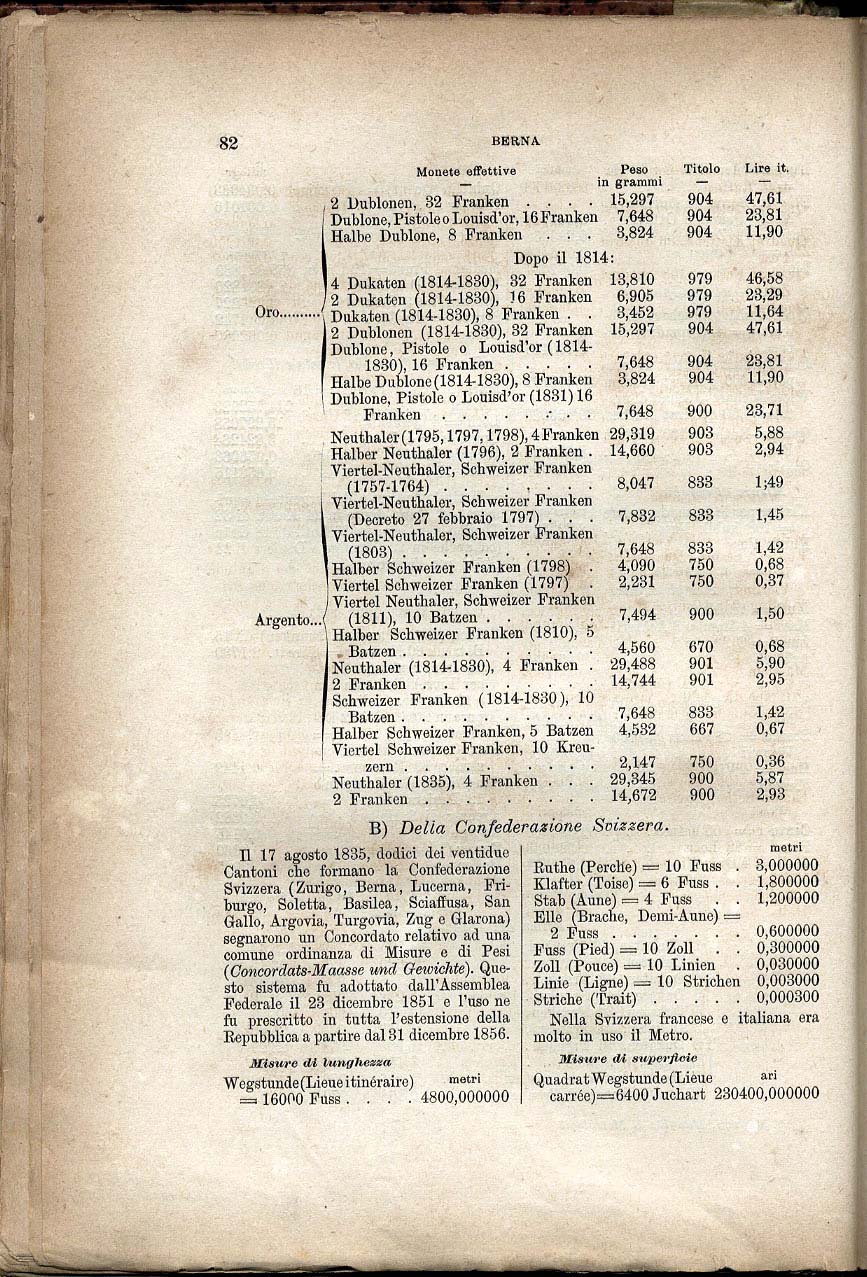 82 BERNA
Monete effettive Peso in grammi Titolo Lire it.
2 Dublonen, 32 Franken . . . . 15,297 904 47,61
Dublone, Pistole o Louisd'or, 16 Franken 7,648 904 23,81
Halbe Dublone, 8 Franken . . . 3,824 904 11,90
Dopo il 1814:
4 Dukaten (1814-1830), 32 Franken 13,810 979 46,58
2 Dukaten (1814-1830), 16 Franken 6,905 979 23,29
Oro..........
Dukaten (1814-1830), 8 Franken . . 3,452 979 11,64
2 Dublonen (1814-1830), 32 Franken 15,297 904 47,61
Dublone, Pistole o Louisd'or (1814-
1830), 16 Franken . . . . . 7,648 904 23,81
Halbe Dublone (1814-1830), 8 Franken 3,824 904 11,90
Dublone, Pistole o Louisd'or (1831) 16
Franken . . . . . . . . 7,648 900 23,71
Neuthaler (1795, 1797, 1798), 4 Franken 29,319 903 5,88
Halber Neuthaler (1796), 2 Franken . 14,660 903 2,94
Viertel-Neuthaler, Schweizer Franken
(1757-1764) . . . . . . . . 8,047 833 1;49
Viertel-Neuthaler, Schweizer Franken
(Decreto 27 febbraio 1797) . . . 7,832 833 1,45
Viertel-Neuthaler, Schweizer Franken
(1803) . . . . . . . . . . 7,648 833 1,42
Halber Schweizer Franken (1798) . 4,090 750 0,68
Viertel Schweizer Franken (1797) . 2,231 750 0,37
Viertel Neuthaler, Schweizer Franken
Argento...
(1811), 10 Batzen . . . . . . 7,494 900 1,50
Halber Schweizer Franken (1810), 5
Batzen . . . . . . . . . . 4,560 670 0,68
Neuthaler (1814-1830), 4 Franken . 29,488 901 5,90
2 Franken . . . . . . . . . 14,744 901 2,95
Schweizer Franken (1814-1830), 10
Batzen . . . . . . . . . . 7,648 833 1,42
Halber Schweizer Franken, 5 Batzen 4,532 667 0,67
Viertel Schweizer Franken, 10 Kreu-
zern . . . . . . . . . . 2,147 750 0,36
Neuthaler (1835), 4 Franken . . . 29,345 900 5,87
2 Franken . . . . . . . . . 14,672 900 2,93
B) Della Confederazione Svizzera.
Il 17 agosto 1835, dodici dei ventidue
Cantoni che formano la Confederazione
Svizzera (Zurigo, Berna, Lucerna, Fri-
burgo, Soletta, Basilea, Sciaffusa, San
Gallo, Argovia, Turgovia, Zug e Glarona)
segnarono un Concordato relativo ad una
comune ordinanza di Misure e di Pesi
(Concordats-Maasse und Gewichte). Que-
sto sistema fu adottato dall'Assemblea
Federale il 23 dicembre 1851 e l'uso ne
fu prescritto in tutta l'estensione della
Repubblica a partire dal 31 dicembre 1856.
Misure di lunghezza
Wegstunde (Lieue itinéraire) metri
= 16000 Fuss . . . . 4800,000000
metri
Ruthe (Perche) = 10 Fuss . 3,000000
Klafter (Toise) = 6 Fuss . . 1,800000
Stab (Aune) = 4 Fuss . . 1,200000
Elle (Brache, Demi-Aune) =
2 Fuss . . . . . . . 0,600000
Fuss (Pied) = 10 Zoll . . 0,300000
Zoll (Pouce) = 10 Linien . 0,030000
Linie (Ligne) = 10 Strichen 0,003000
Striche (Trait) . . . . . 0,000300
Nella Svizzera francese e italiana era
molto in uso il Metro.
Misure di superficie
Quadrat Wegstunde (Lieue ari
carrée)=6400 Juchart 230400,000000